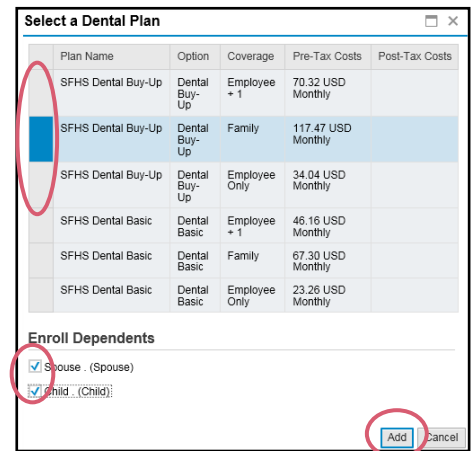 Select a Dental Plan
Plan Name Option Coverage Pre-Tax Costs Post-Tax Costs
SFHS Dental Buy-Up Dental Employee 70.32 USD
Buy- + 1 Monthly
Up
SFHS Dental Buy-Up Dental Family 117.47 USD
Buy- Monthly
Up
SFHS Dental Buy-Up Dental Employee 34.04 USD
Buy- Only Monthly
Up
SFHS Dental Basic Dental Employee 46.16 USD
Basic + 1 Monthly
SFHS Dental Basic Dental Family 67.30 USD
Basic Monthly
SFHS Dental Basic Dental Employee 23.26 USD
Basic Only Monthly
Enroll Dependents
Spouse . (Spouse)
Child . (Child)
Add Cancel